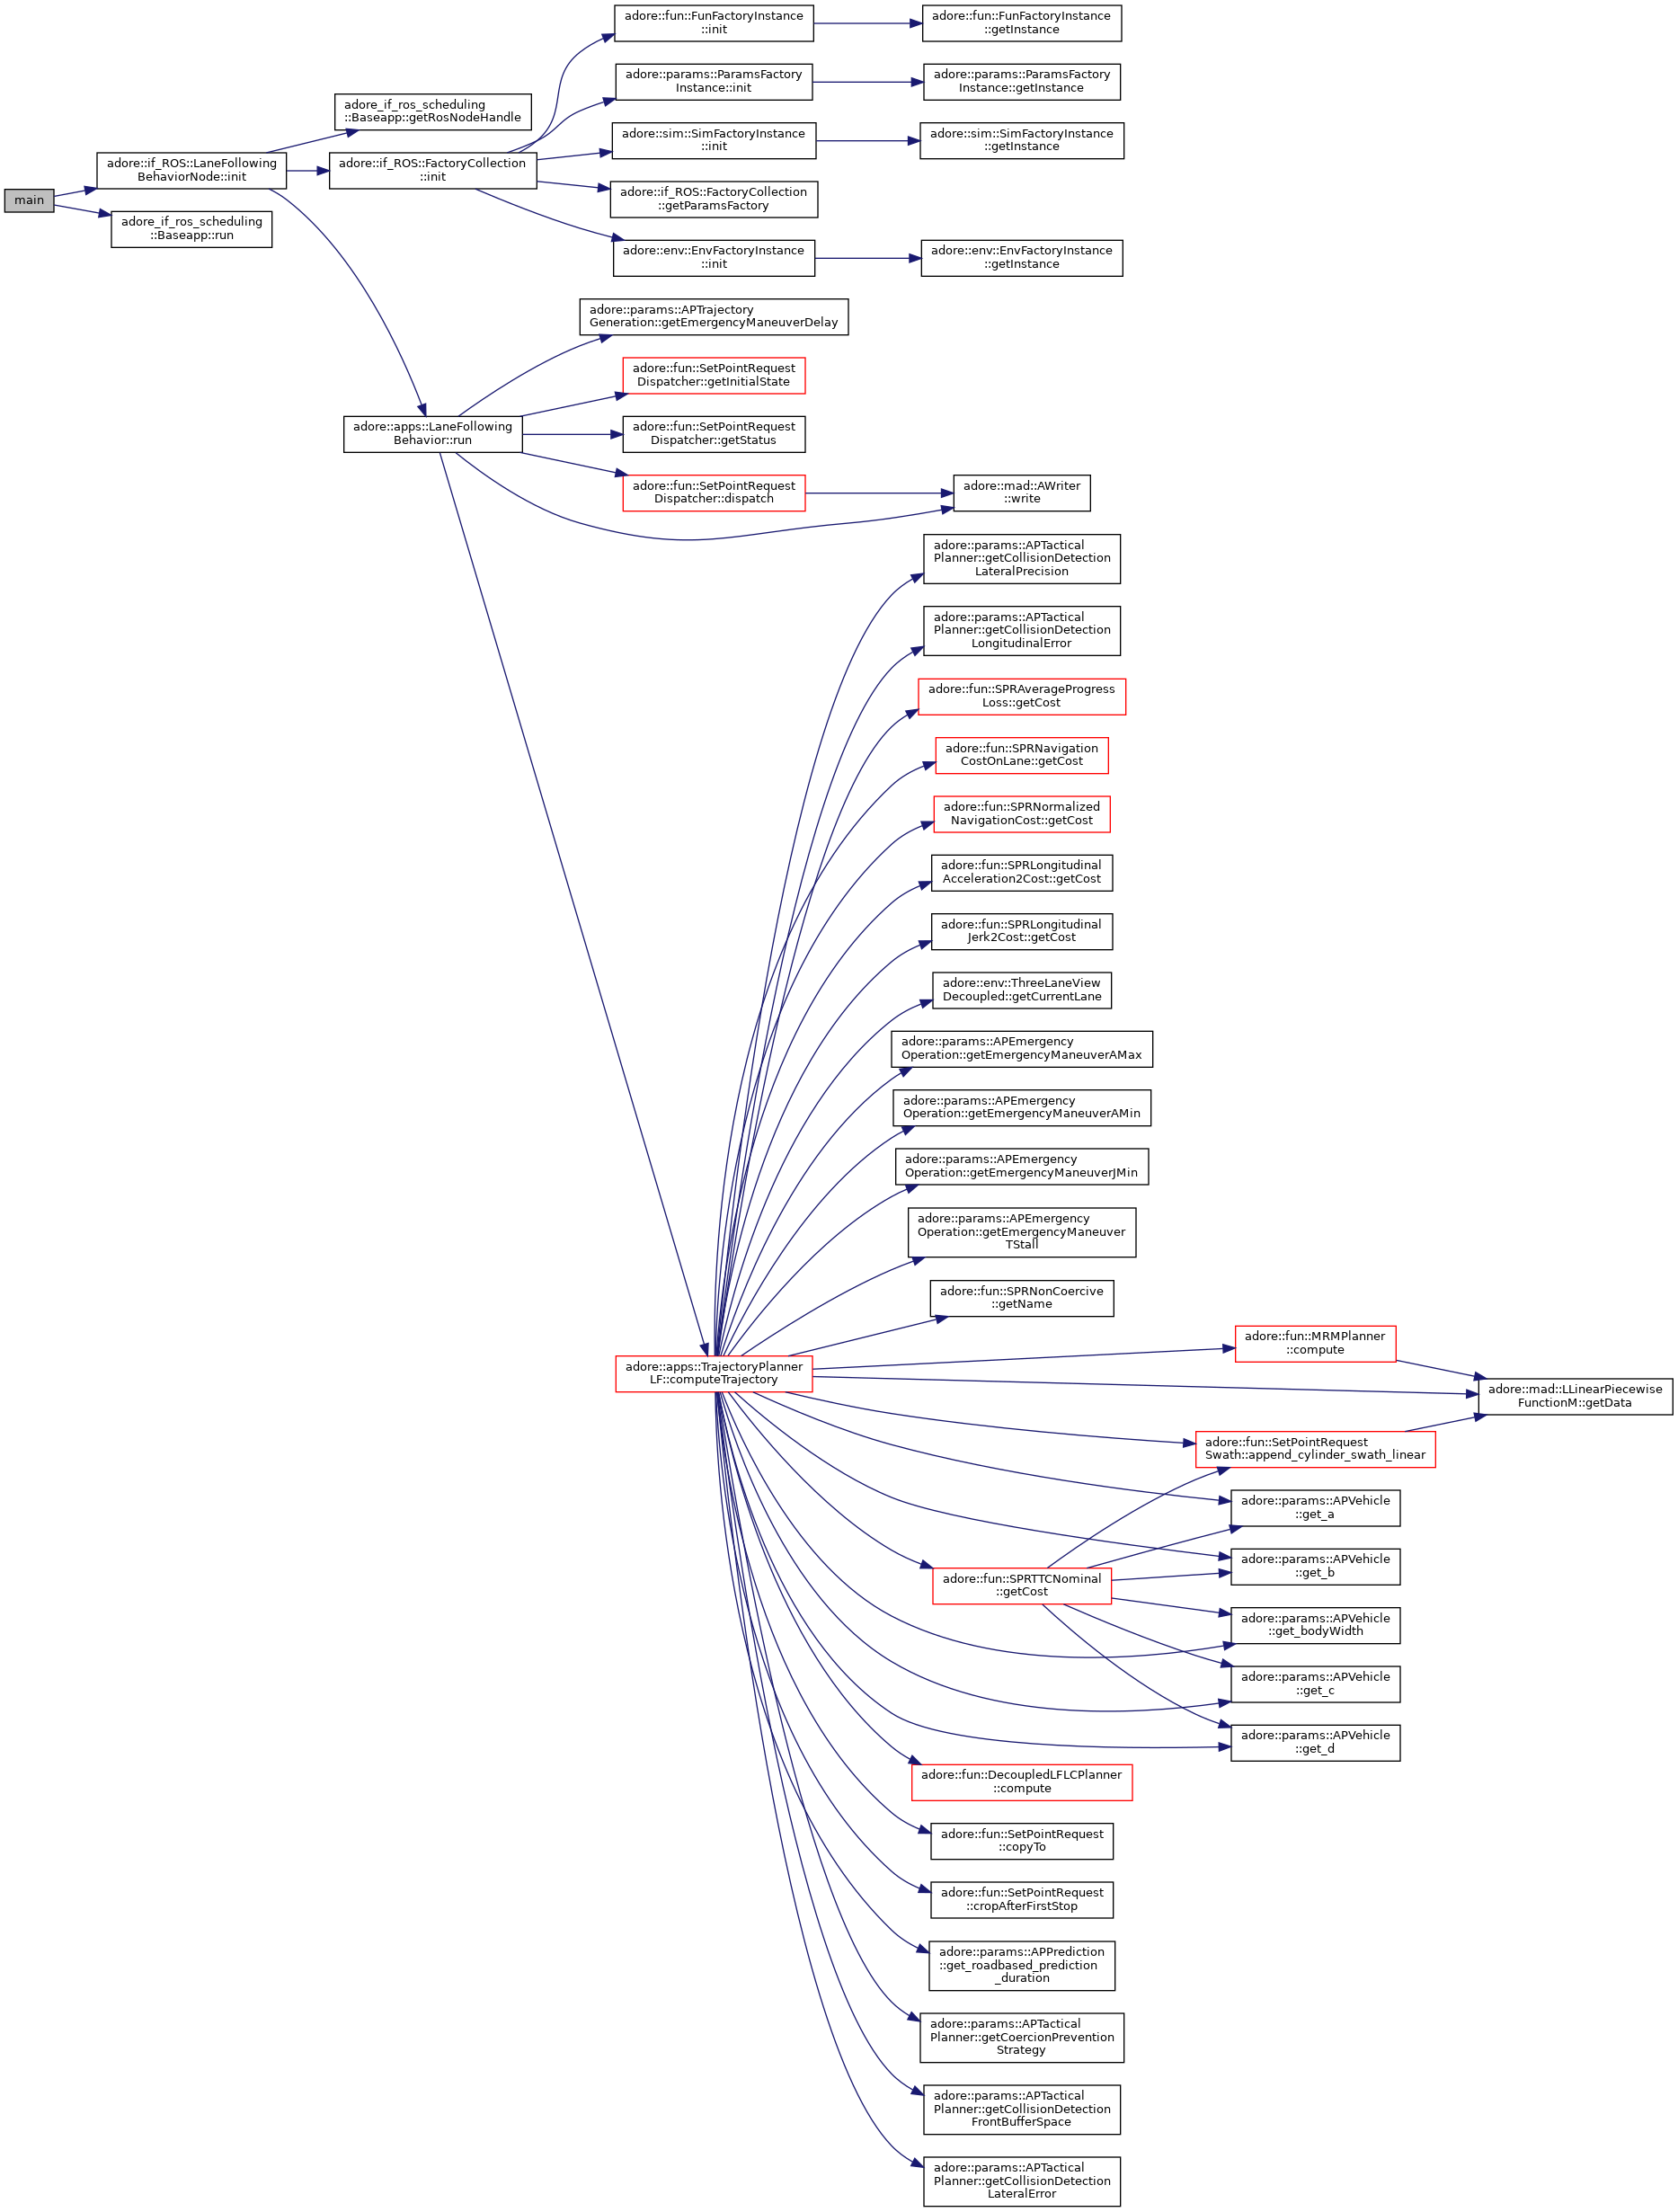 main
adore::if_ROS::LaneFollowing
BehaviorNode::init
adore_if_ros_scheduling
::Baseapp::run
adore_if_ros_scheduling
::Baseapp::getRosNodeHandle
adore::if_ROS::FactoryCollection
::init
adore::fun::FunFactoryInstance
::init
adore::fun::FunFactoryInstance
::getInstance
adore::params::ParamsFactory
Instance::init
adore::params::ParamsFactory
Instance::getInstance
adore::sim::SimFactoryInstance
::init
adore::sim::SimFactoryInstance
::getInstance
adore::if_ROS::FactoryCollection
::getParamsFactory
adore::env::EnvFactoryInstance
::init
adore::env::EnvFactoryInstance
::getInstance
adore::apps::LaneFollowing
Behavior::run
adore::params::APTrajectory
Generation::getEmergencyManeuverDelay
adore::fun::SetPointRequest
Dispatcher::getInitialState
adore::fun::SetPointRequest
Dispatcher::getStatus
adore::fun::SetPointRequest
Dispatcher::dispatch
adore::mad::AWriter
::write
adore::apps::TrajectoryPlanner
LF::computeTrajectory
adore::params::APTactical
Planner::getCollisionDetection
LateralPrecision
adore::params::APTactical
Planner::getCollisionDetection
LongitudinalError
adore::fun::SPRAverageProgress
Loss::getCost
adore::fun::SPRNavigation
CostOnLane::getCost
adore::fun::SPRNormalized
NavigationCost::getCost
adore::fun::SPRLongitudinal
Acceleration2Cost::getCost
adore::fun::SPRLongitudinal
Jerk2Cost::getCost
adore::env::ThreeLaneView
Decoupled::getCurrentLane
adore::params::APEmergency
Operation::getEmergencyManeuverAMax
adore::params::APEmergency
Operation::getEmergencyManeuverAMin
adore::params::APEmergency
Operation::getEmergencyManeuverJMin
adore::params::APEmergency
Operation::getEmergencyManeuver
TStall
adore::fun::SPRNonCoercive
::getName
adore::fun::MRMPlanner
::compute
adore::mad::LLinearPiecewise
FunctionM::getData
adore::fun::SetPointRequest
Swath::append_cylinder_swath_linear
adore::params::APVehicle
::get_a
adore::params::APVehicle
::get_b
adore::fun::SPRTTCNominal
::getCost
adore::params::APVehicle
::get_bodyWidth
adore::params::APVehicle
::get_c
adore::params::APVehicle
::get_d
adore::fun::DecoupledLFLCPlanner
::compute
adore::fun::SetPointRequest
::copyTo
adore::fun::SetPointRequest
::cropAfterFirstStop
adore::params::APPrediction
::get_roadbased_prediction
_duration
adore::params::APTactical
Planner::getCoercionPrevention
Strategy
adore::params::APTactical
Planner::getCollisionDetection
FrontBufferSpace
adore::params::APTactical
Planner::getCollisionDetection
LateralError